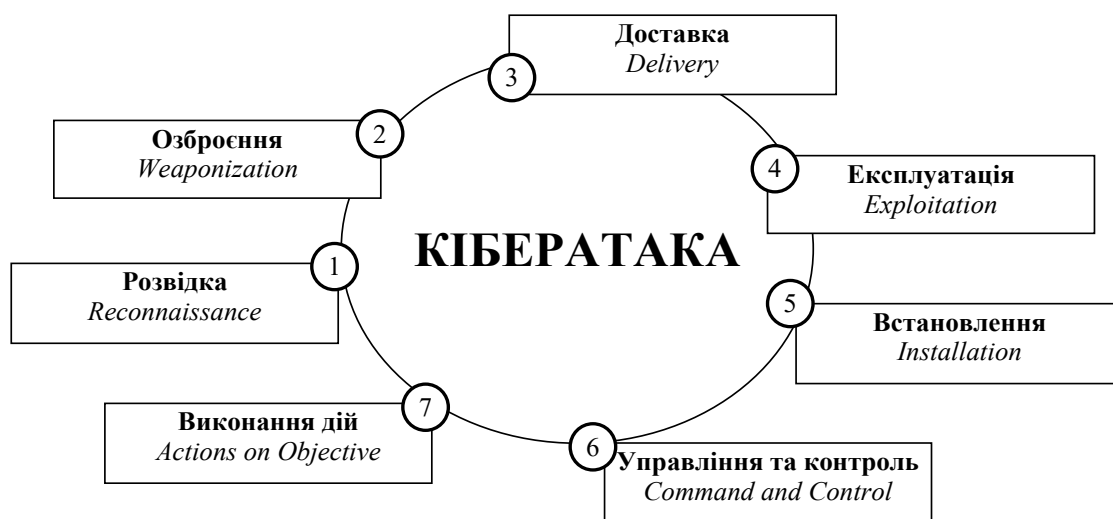 3
Доставка
Delivery
2
Озброєння
Weaponization
4
Експлуатація
Exploitation
КІБЕРАТАКА
1
Розвідка
Reconnaissance
5
Встановлення
Installation
7
Виконання дій
Actions on Objective
6
Управління та контроль
Command and Control